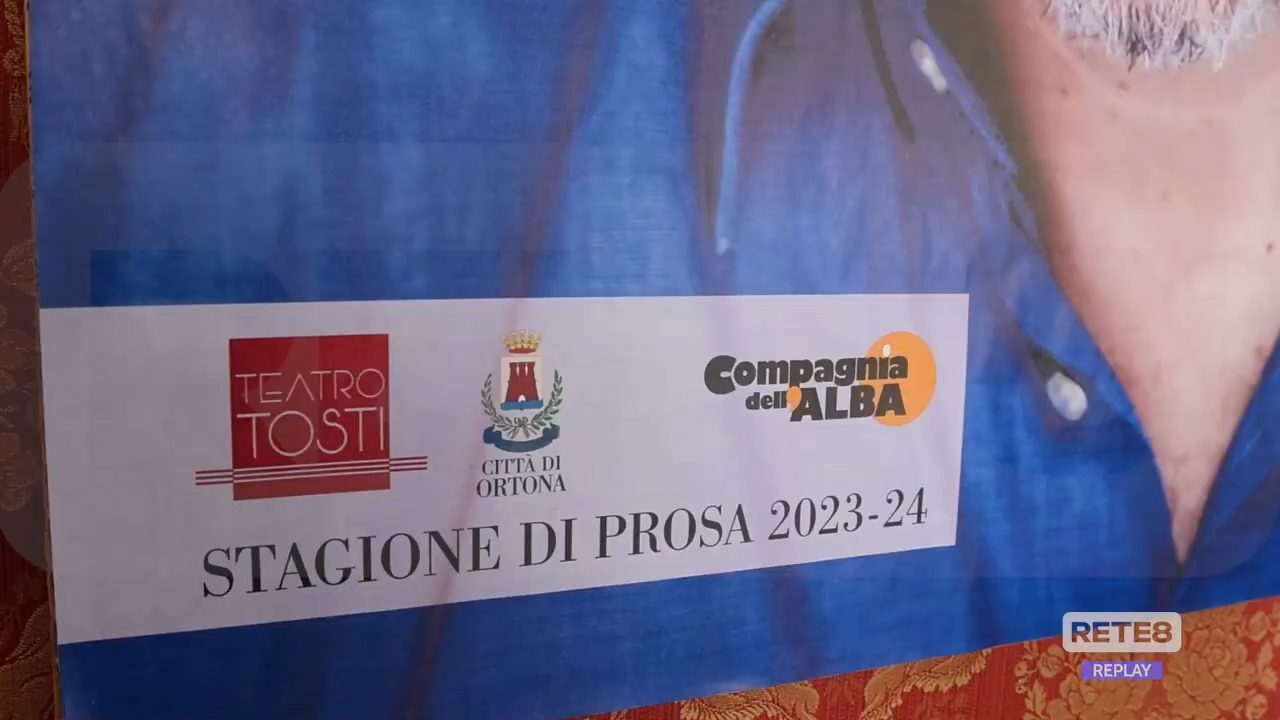 TEATRO
TOSTI
CITTÀ DI
ORTONA
Compagnia
dell'ALBA
STAGIONE DI PROSA 2023-24
RETE8
REPLAY